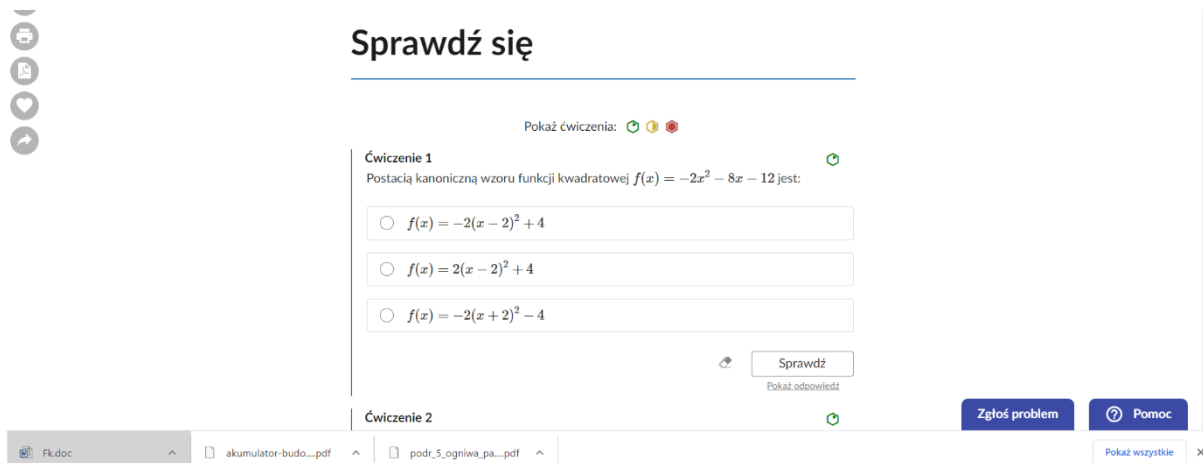 Sprawdź się
Pokaż ćwiczenia:
Ćwiczenie 1
Postacią kanoniczną wzoru funkcji kwadratowej f(x) = −2x² − 8x − 12 jest:
f(x) = −2(x − 2)² + 4
f(x) = 2(x − 2)² + 4
f(x) = −2(x + 2)² − 4
Sprawdź
Pokaż odpowiedź
Ćwiczenie 2
Zgłoś problem
Pomoc
Fk.doc
akumulator-budo....pdf
podr_5_ogniwa_pa....pdf
Pokaż wszystkie